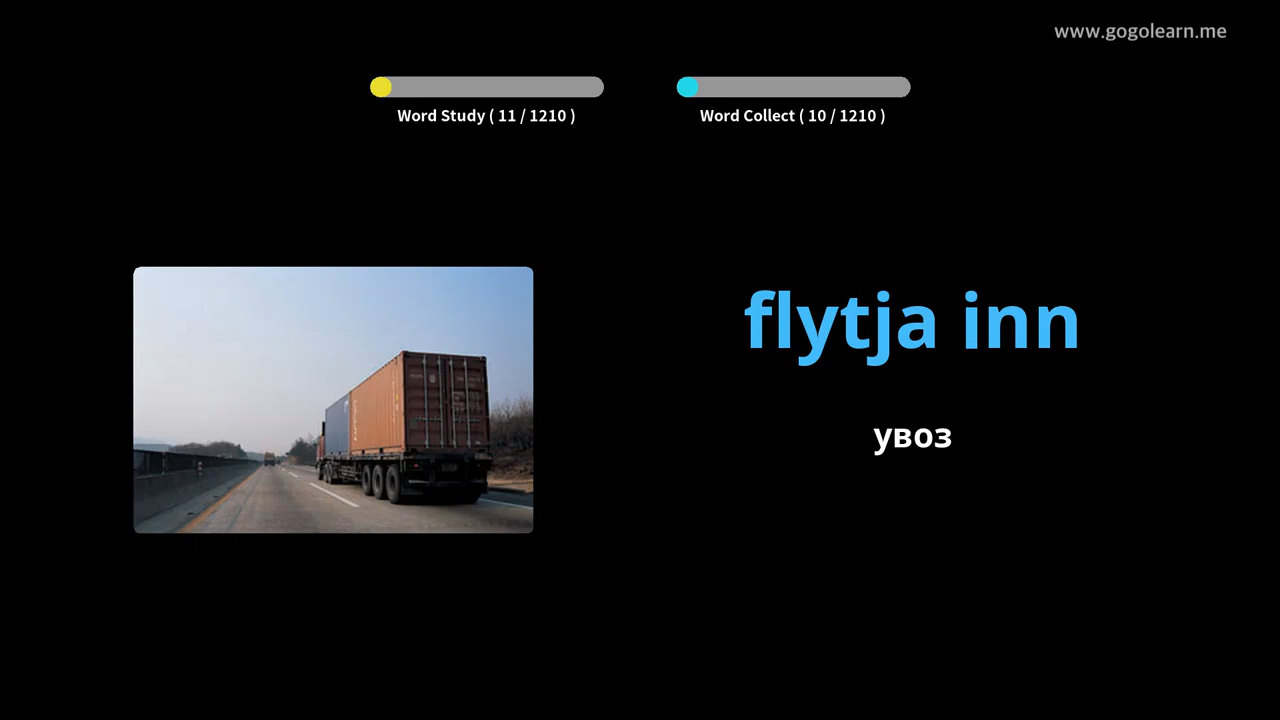 www.gogolearn.me
Word Study ( 11 / 1210 )
Word Collect ( 10 / 1210 )
flytja inn
увоз